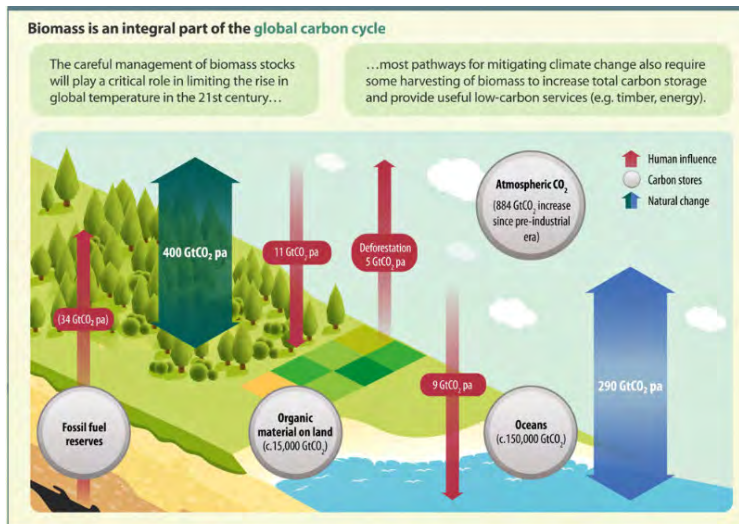 Biomass is an integral part of the global carbon cycle
The careful management of biomass stocks
will play a critical role in limiting the rise in
global temperature in the 21st century…
…most pathways for mitigating climate change also require
some harvesting of biomass to increase total carbon storage
and provide useful low-carbon services (e.g. timber, energy).
Human influence
Carbon stores
Natural change
Atmospheric CO₂
(884 GtCO₂ increase
since pre-industrial
era)
400 GtCO₂ pa
11 GtCO₂ pa
Deforestation
5 GtCO₂ pa
(34 GtCO₂ pa)
9 GtCO₂ pa
290 GtCO₂ pa
Fossil fuel
reserves
Organic
material on land
(c.15,000 GtCO₂)
Oceans
(c.150,000 GtCO₂)